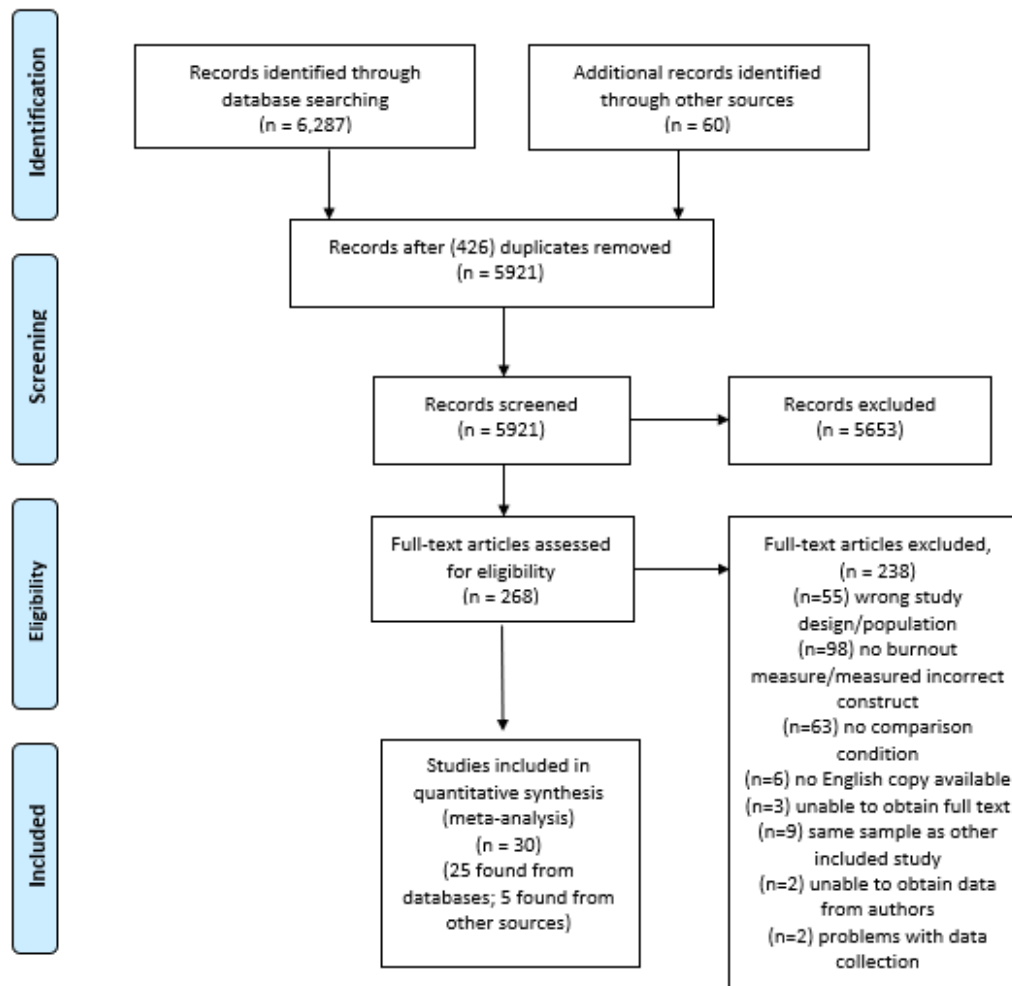 Identification
Records identified through
database searching
(n = 6,287)
Additional records identified
through other sources
(n = 60)
Records after (426) duplicates removed
(n = 5921)
Screening
Records screened
(n = 5921)
Records excluded
(n = 5653)
Eligibility
Full-text articles assessed
for eligibility
(n = 268)
Full-text articles excluded,
(n = 238)
(n=55) wrong study
design/population
(n=98) no burnout
measure/measured incorrect
construct
(n=63) no comparison
condition
(n=6) no English copy available
(n=3) unable to obtain full text
(n=9) same sample as other
included study
(n=2) unable to obtain data
from authors
(n=2) problems with data
collection
Included
Studies included in
quantitative synthesis
(meta-analysis)
(n = 30)
(25 found from
databases; 5 found from
other sources)